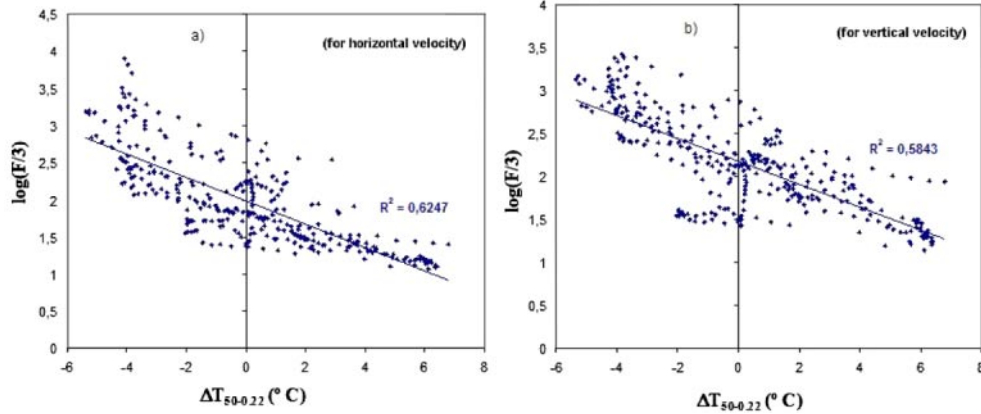 a)
(for horizontal velocity)
4,5
4
3,5
3
2,5
2
1,5
1
0,5
0
log(F/3)
R² = 0,6247
-6 -4 -2 0 2 4 6 8
ΔT50-0.22 (º C)
b)
(for vertical velocity)
4
3,5
3
2,5
2
1,5
1
0,5
0
log(F/3)
R² = 0,5843
-6 -4 -2 0 2 4 6 8
ΔT50-0.22 (º C)